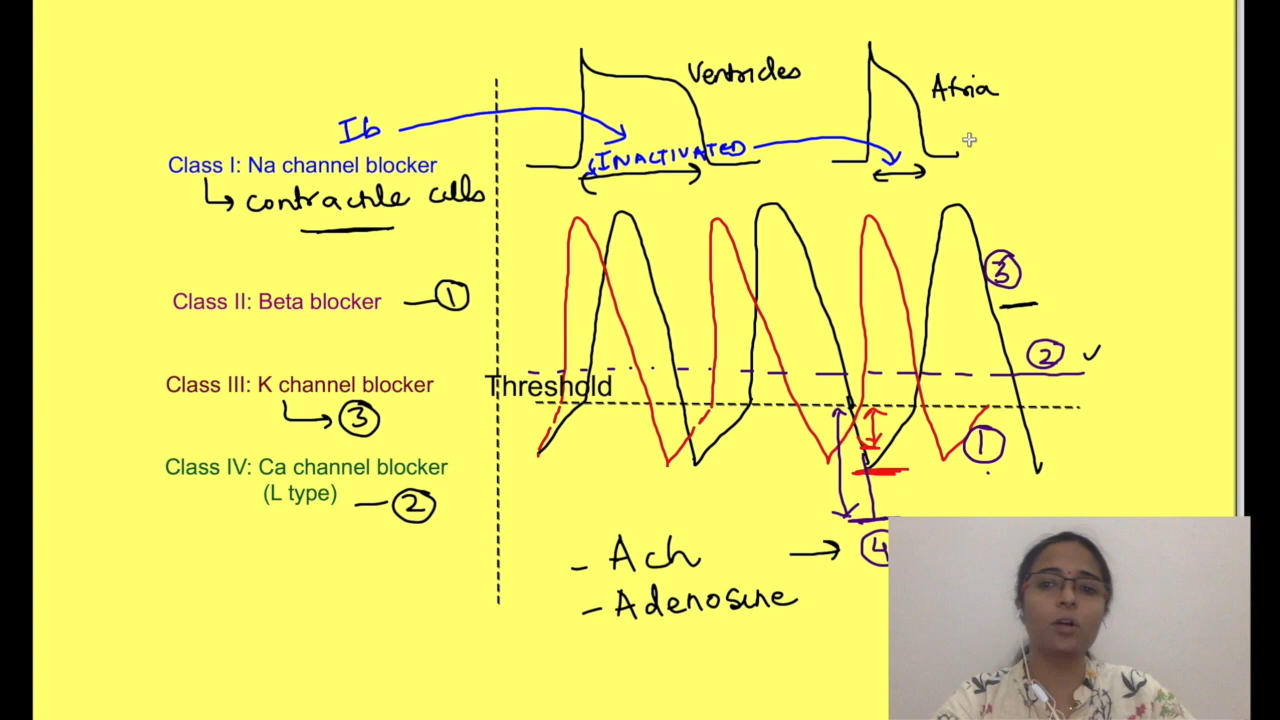 Ventricles
Atria
Ib
INACTIVATED
Class I: Na channel blocker
contractile cells
Class II: Beta blocker
1
3
2
Threshold
Class III: K channel blocker
3
1
Class IV: Ca channel blocker
(L type)
2
- Ach
4
- Adenosine